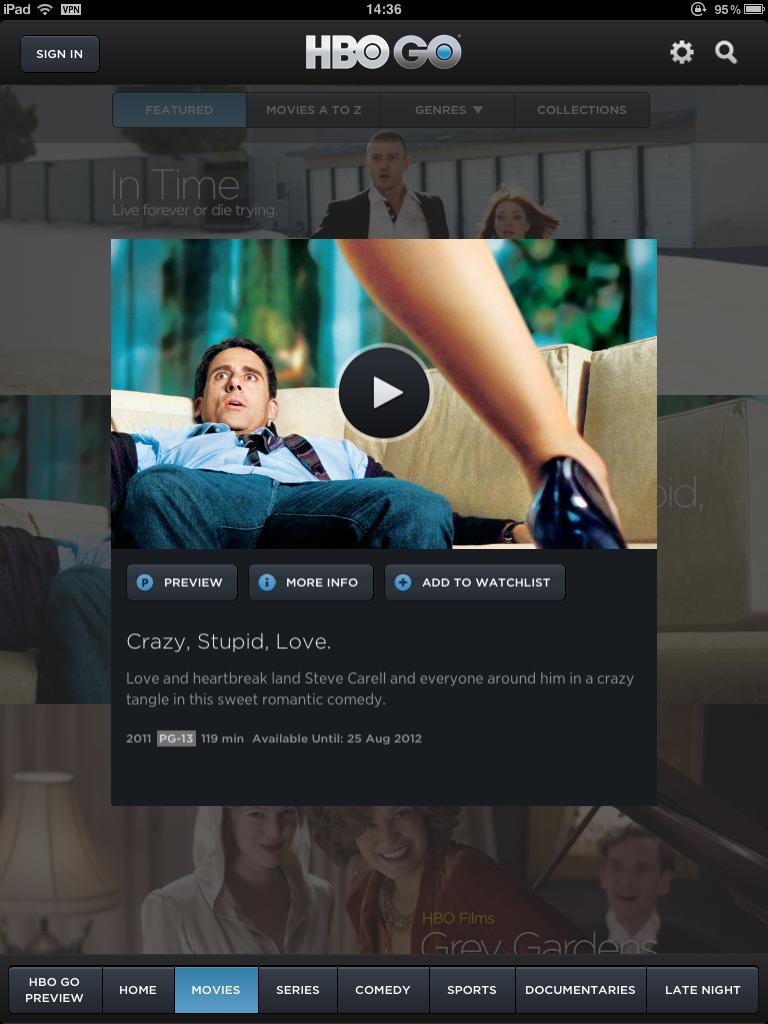 iPad VPN 14:36 95%
SIGN IN HBO GO
FEATURED MOVIES A TO Z GENRES COLLECTIONS
In Time
Live forever or die trying.
pid,
P PREVIEW i MORE INFO + ADD TO WATCHLIST
Crazy, Stupid, Love.
Love and heartbreak land Steve Carell and everyone around him in a crazy
tangle in this sweet romantic comedy.
2011 PG-13 119 min Available Until: 25 Aug 2012
HBO Films
Grey Gardens
HBO GO
PREVIEW HOME MOVIES SERIES COMEDY SPORTS DOCUMENTARIES LATE NIGHT